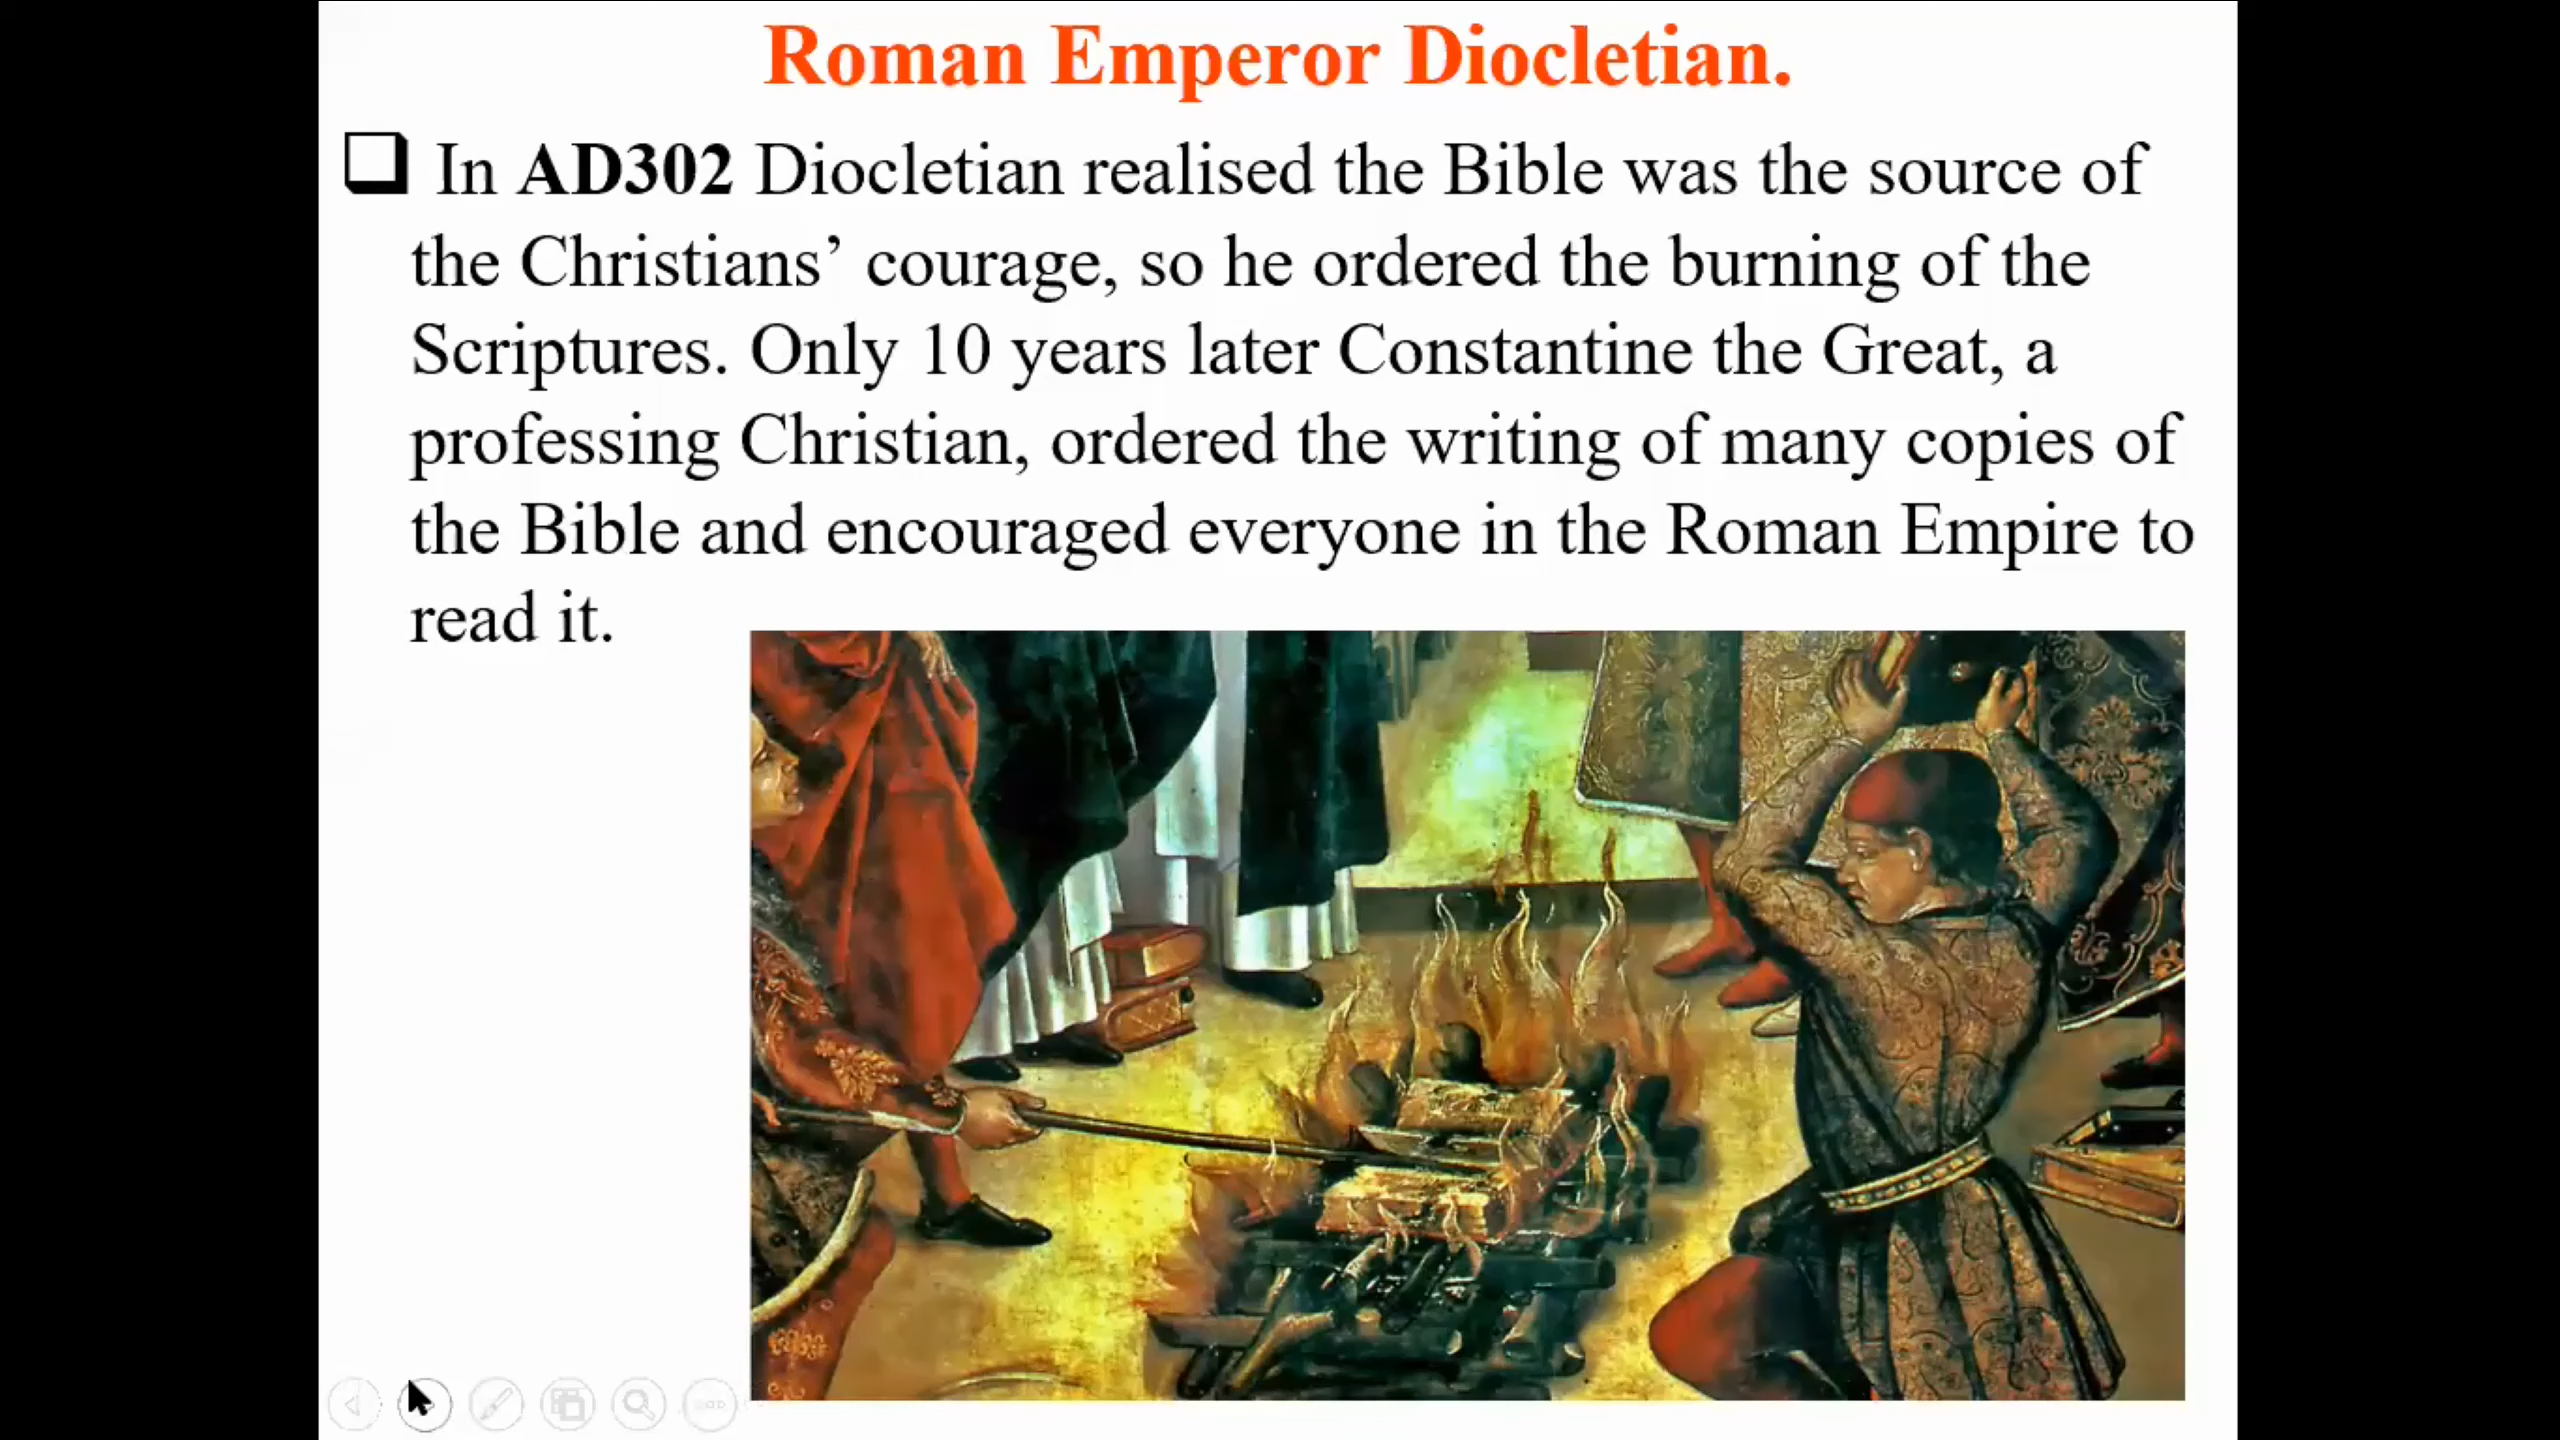 Roman Emperor Diocletian.
In AD302 Diocletian realised the Bible was the source of
the Christians’ courage, so he ordered the burning of the
Scriptures. Only 10 years later Constantine the Great, a
professing Christian, ordered the writing of many copies of
the Bible and encouraged everyone in the Roman Empire to
read it.